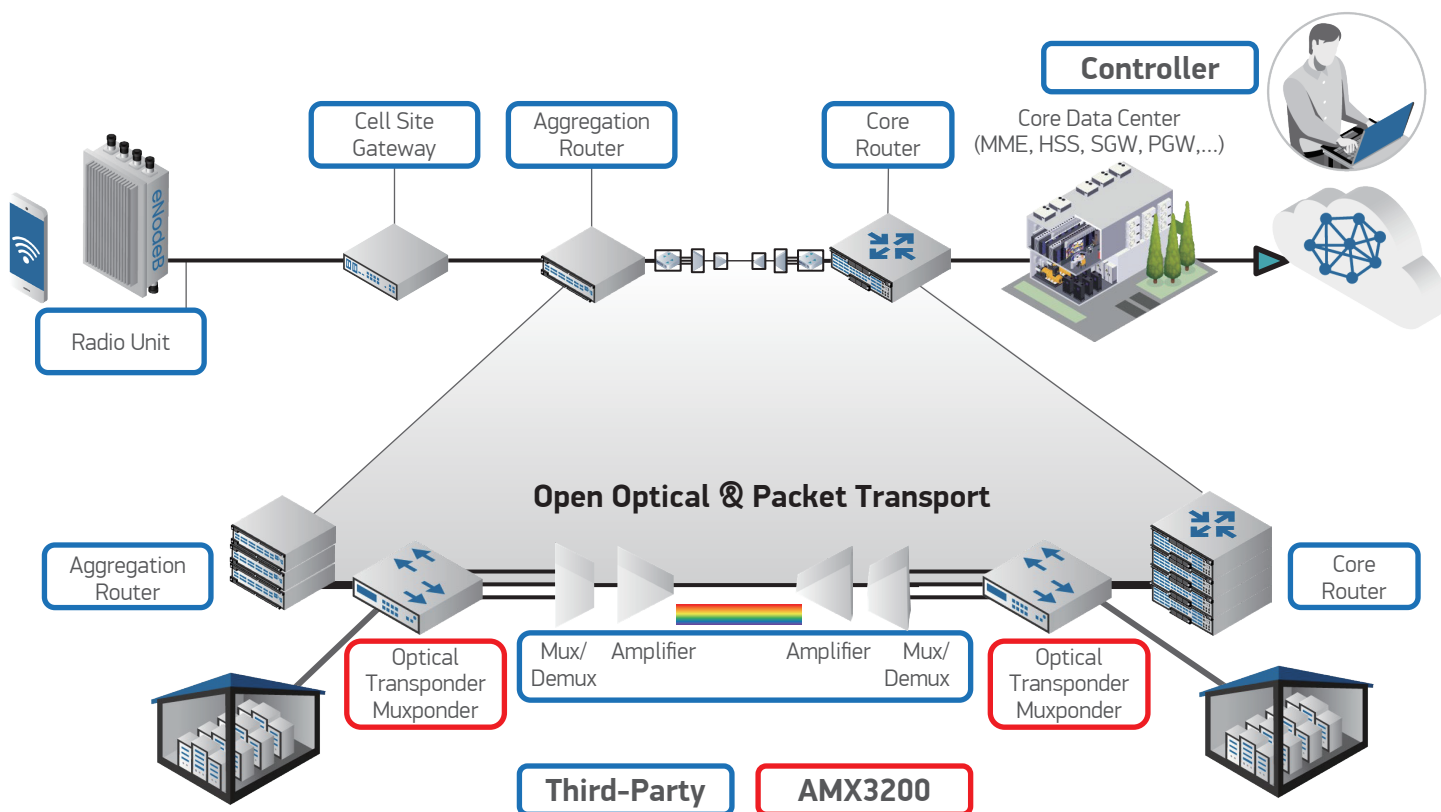 Controller
Cell Site
Gateway
Aggregation
Router
Core
Router
Core Data Center
(MME, HSS, SGW, PGW,...)
eNodeB
Radio Unit
Open Optical & Packet Transport
Aggregation
Router
Core
Router
Optical
Transponder
Muxponder
Mux/
Demux
Amplifier
Amplifier
Mux/
Demux
Optical
Transponder
Muxponder
Third-Party
AMX3200